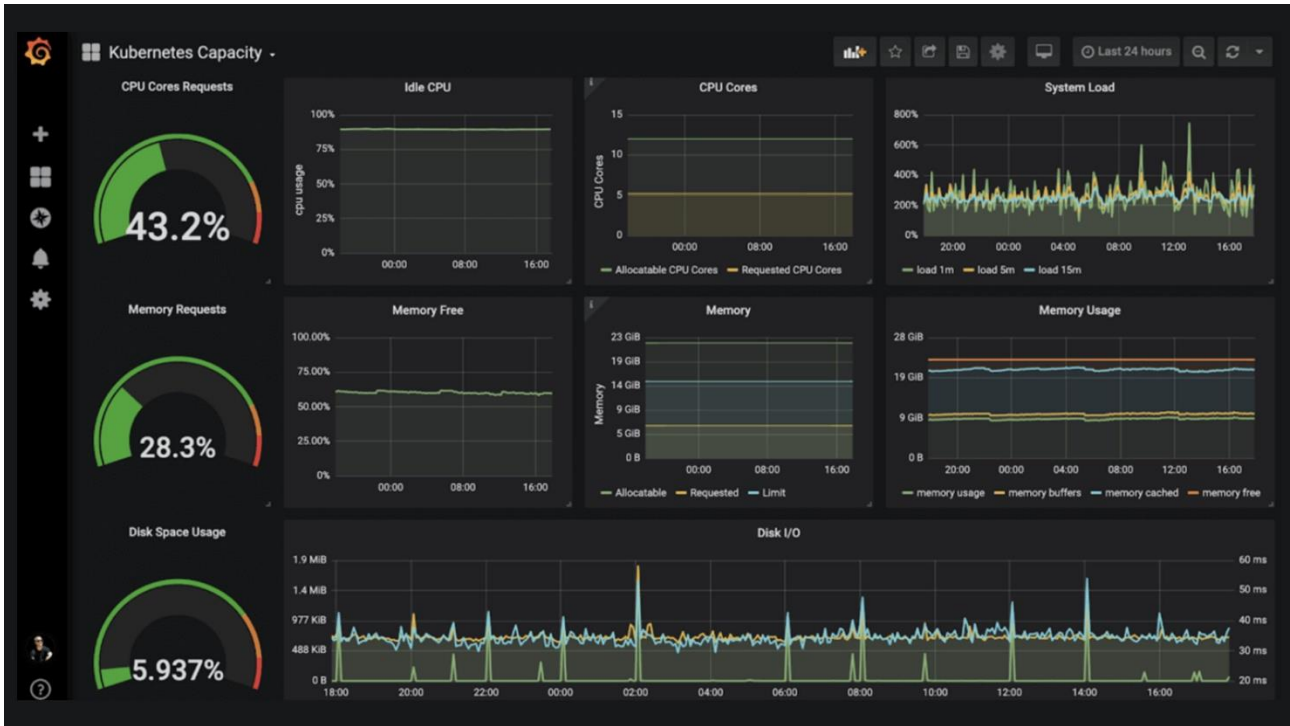 Kubernetes Capacity
Last 24 hours
CPU Cores Requests
43.2%
Idle CPU
cpu usage
100%
75%
50%
25%
0%
00:00 08:00 16:00
CPU Cores
CPU Cores
15
10
5
0
00:00 08:00 16:00
Allocatable CPU Cores Requested CPU Cores
System Load
800%
600%
400%
200%
0%
20:00 00:00 04:00 08:00 12:00 16:00
load 1m load 5m load 15m
Memory Requests
28.3%
Memory Free
100.00%
75.00%
50.00%
25.00%
0%
00:00 08:00 16:00
Memory
Memory
23 GiB
19 GiB
14 GiB
9 GiB
5 GiB
0 B
00:00 08:00 16:00
Allocatable Requested Limit
Memory Usage
28 GiB
19 GiB
9 GiB
0 B
20:00 00:00 04:00 08:00 12:00 16:00
memory usage memory buffers memory cached memory free
Disk Space Usage
5.937%
Disk I/O
1.9 MiB
1.4 MiB
977 KiB
488 KiB
0 B
60 ms
50 ms
40 ms
30 ms
20 ms
18:00 20:00 22:00 00:00 02:00 04:00 06:00 08:00 10:00 12:00 14:00 16:00